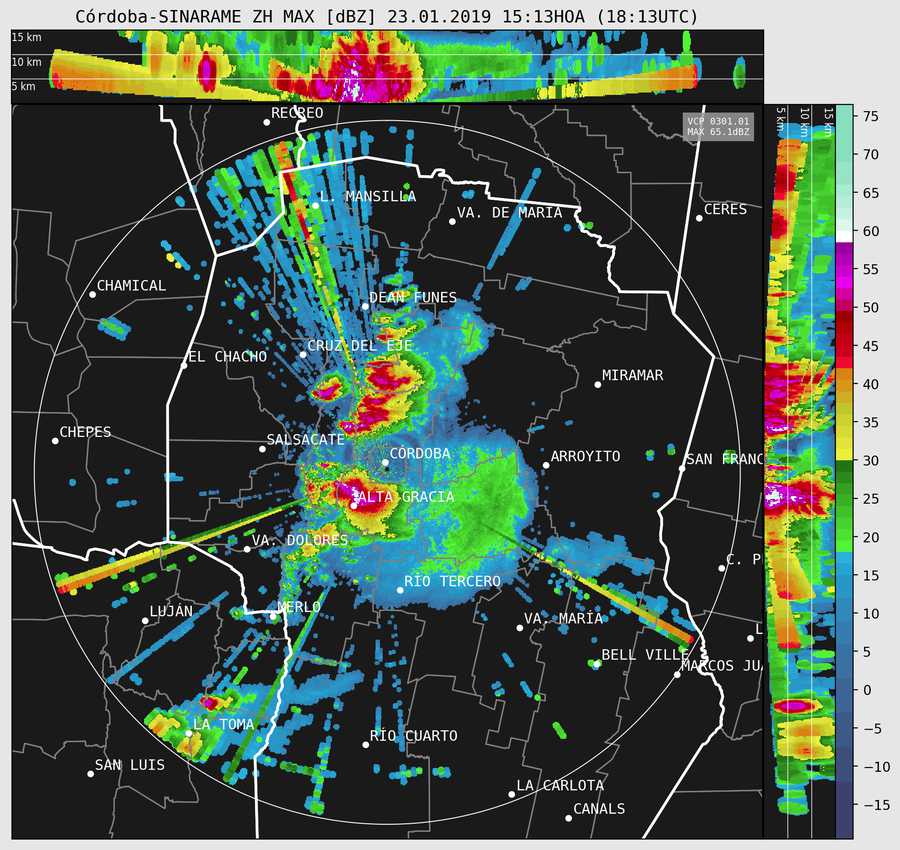 Córdoba-SINARAME ZH MAX [dBZ] 23.01.2019 15:13HOA (18:13UTC)
15 km
10 km
5 km
RECREO
VCP 0301.01
MAX 65.1dBZ
5 km
10 km
15 km
75
70
65
60
55
50
45
40
35
30
25
20
15
10
5
0
−5
−10
−15
L. MANSILLA
VA. DE MARIA
CERES
CHAMICAL
DEAN FUNES
CRUZ DEL EJE
EL CHACHO
MIRAMAR
CHEPES
SALSACATE
CÓRDOBA
ARROYITO
SAN FRANC
ALTA GRACIA
VA. DOLORES
C. P
RÍO TERCERO
LUJÁN
MERLO
VA. MARÍA
L
BELL VILLE
MARCOS JUA
LA TOMA
RÍO CUARTO
SAN LUIS
LA CARLOTA
CANALS